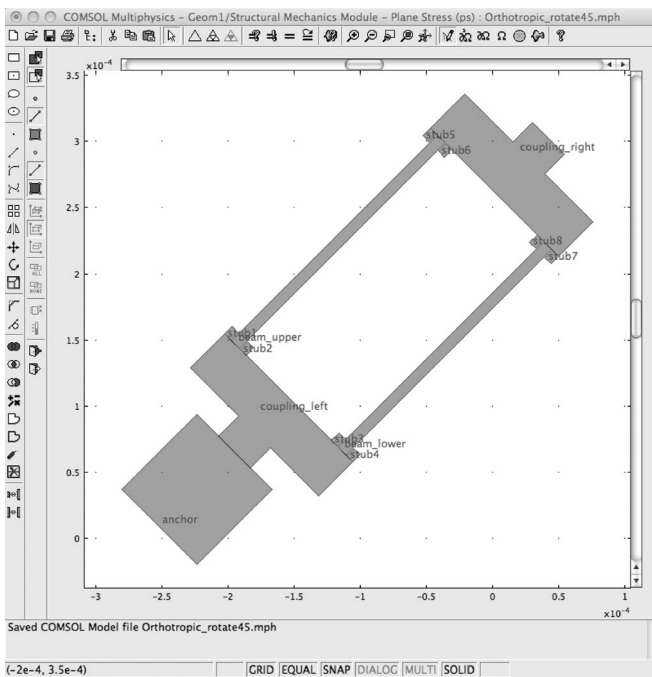 COMSOL Multiphysics - Geom1/Structural Mechanics Module - Plane Stress (ps) : Orthotropic_rotate45.mph
×10⁻⁴
3.5
3
2.5
2
1.5
1
0.5
0
stub5
stub6
coupling_right
stub8
stub7
stub1
beam_upper
stub2
coupling_left
stub3
beam_lower
stub4
anchor
-3 -2.5 -2 -1.5 -1 -0.5 0 0.5 1
×10⁻⁴
Saved COMSOL Model file Orthotropic_rotate45.mph
(-2e-4, 3.5e-4) GRID EQUAL SNAP DIALOG MULTI SOLID